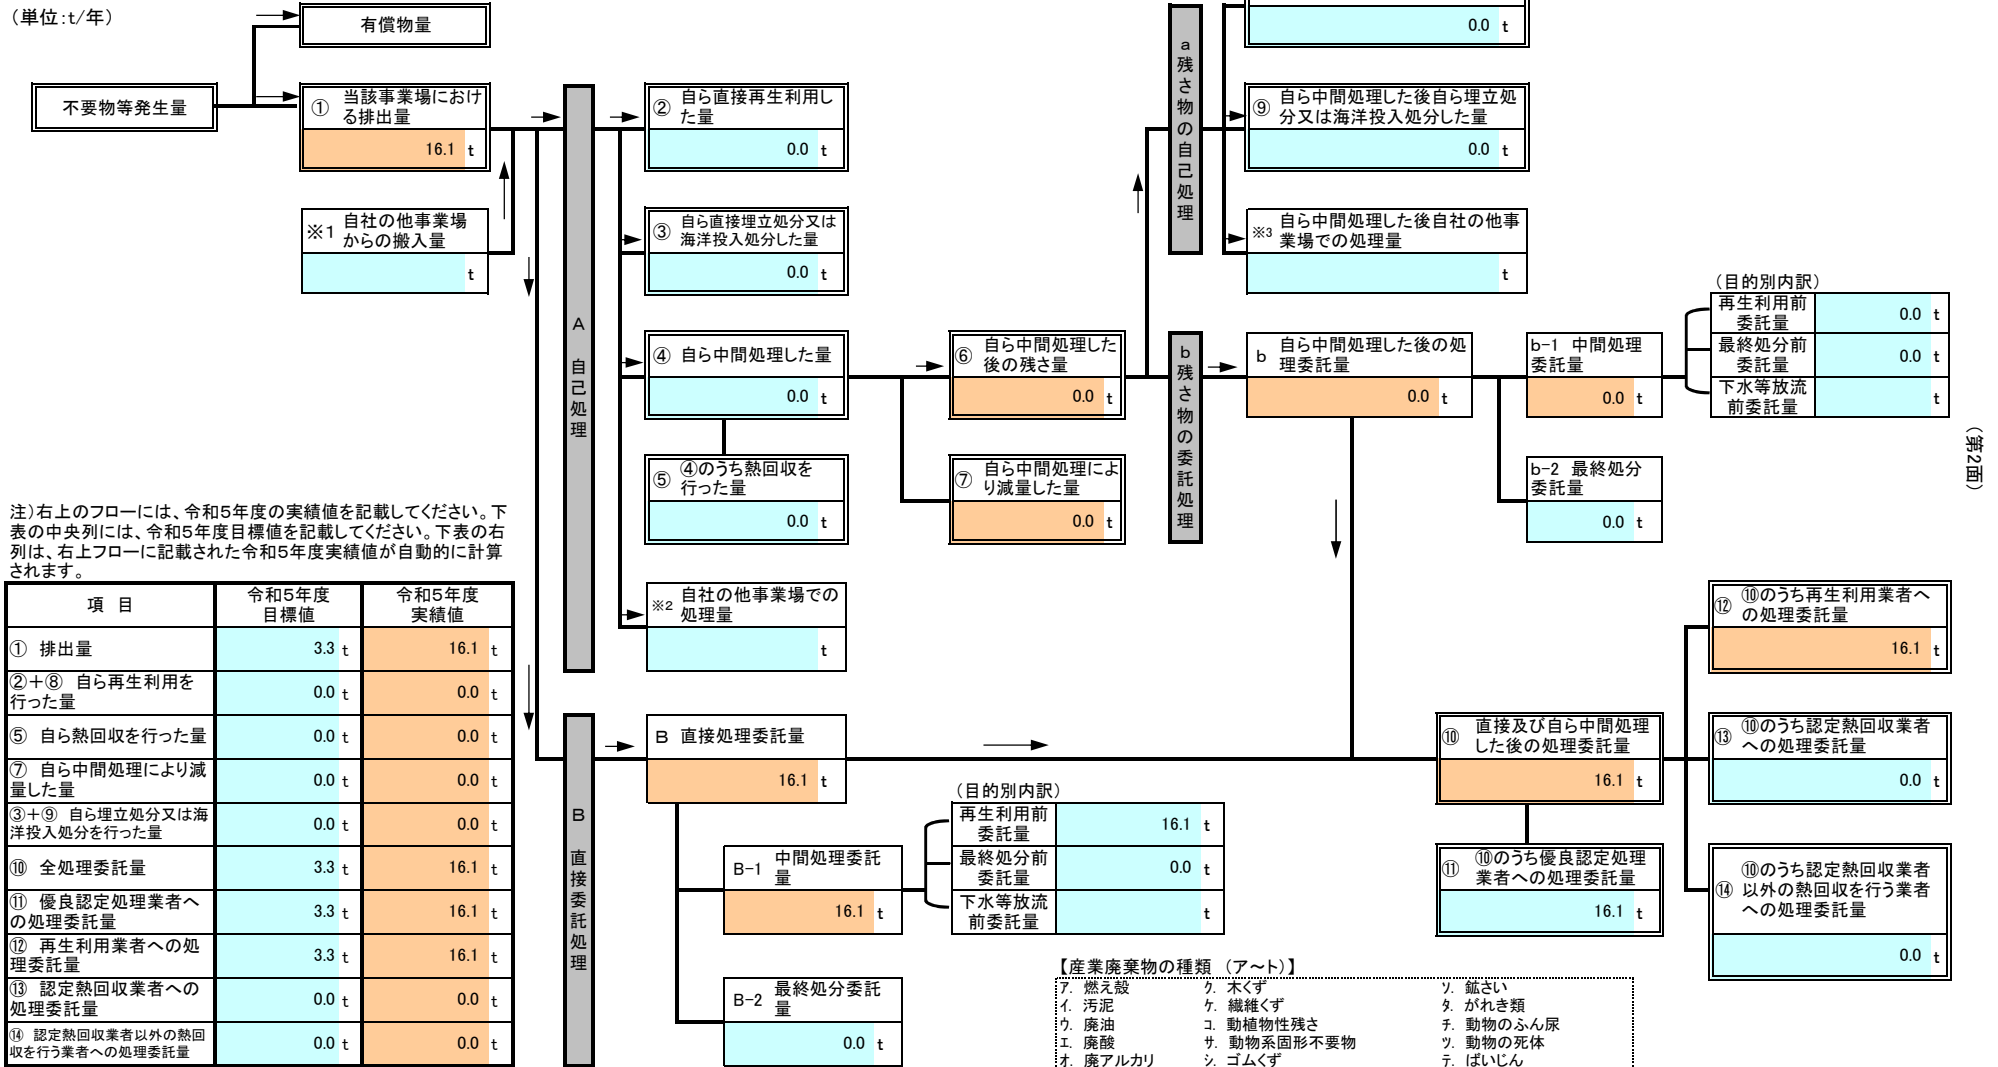 (単位:t/年)
有償物量
不要物等発生量
① 当該事業場におけ
る排出量
16.1 t
※1 自社の他事業場
からの搬入量
t
A 自己処理
② 自ら直接再生利用し
た量
0.0 t
③ 自ら直接埋立処分又は
海洋投入処分した量
0.0 t
④ 自ら中間処理した量
0.0 t
⑤ ④のうち熱回収を
行った量
0.0 t
※2 自社の他事業場での
処理量
t
⑥ 自ら中間処理した
後の残さ量
0.0 t
⑦ 自ら中間処理によ
り減量した量
0.0 t
a 残さ物の自己処理
0.0 t
⑨ 自ら中間処理した後自ら埋立処
分又は海洋投入処分した量
0.0 t
※3 自ら中間処理した後自社の他事
業場での処理量
t
b 残さ物の委託処理
b 自ら中間処理した後の処
理委託量
0.0 t
b-1 中間処理
委託量
0.0 t
b-2 最終処分
委託量
0.0 t
(目的別内訳)
再生利用前
委託量
0.0 t
最終処分前
委託量
0.0 t
下水等放流
前委託量
t
(第2面)
注)右上のフローには、令和5年度の実績値を記載してください。下
表の中央列には、令和5年度目標値を記載してください。下表の右
列は、右上フローに記載された令和5年度実績値が自動的に計算
されます。
項 目 令和5年度 令和5年度
目標値 実績値
① 排出量 3.3 t 16.1 t
②+⑧ 自ら再生利用を
行った量 0.0 t 0.0 t
⑤ 自ら熱回収を行った量 0.0 t 0.0 t
⑦ 自ら中間処理により減
量した量 0.0 t 0.0 t
③+⑨ 自ら埋立処分又は海
洋投入処分を行った量 0.0 t 0.0 t
⑩ 全処理委託量 3.3 t 16.1 t
⑪ 優良認定処理業者へ
の処理委託量 3.3 t 16.1 t
⑫ 再生利用業者への処
理委託量 3.3 t 16.1 t
⑬ 認定熱回収業者への
処理委託量 0.0 t 0.0 t
⑭ 認定熱回収業者以外の熱回
収を行う業者への処理委託量 0.0 t 0.0 t
B 直接委託処理
B 直接処理委託量
16.1 t
B-1 中間処理委託
量
16.1 t
B-2 最終処分委託
量
0.0 t
(目的別内訳)
再生利用前
委託量
16.1 t
最終処分前
委託量
0.0 t
下水等放流
前委託量
t
⑩ 直接及び自ら中間処理
した後の処理委託量
16.1 t
⑪ ⑩のうち優良認定処理
業者への処理委託量
16.1 t
⑫ ⑩のうち再生利用業者へ
の処理委託量
16.1 t
⑬ ⑩のうち認定熱回収業者
への処理委託量
0.0 t
⑭ ⑩のうち認定熱回収業者
以外の熱回収を行う業者
への処理委託量
0.0 t
【産業廃棄物の種類 (ア~ト)】
ア. 燃え殻 ク. 木くず ソ. 鉱さい
イ. 汚泥 ケ. 繊維くず タ. がれき類
ウ. 廃油 コ. 動植物性残さ チ. 動物のふん尿
エ. 廃酸 サ. 動物系固形不要物 ツ. 動物の死体
オ. 廃アルカリ シ. ゴムくず テ. ばいじん